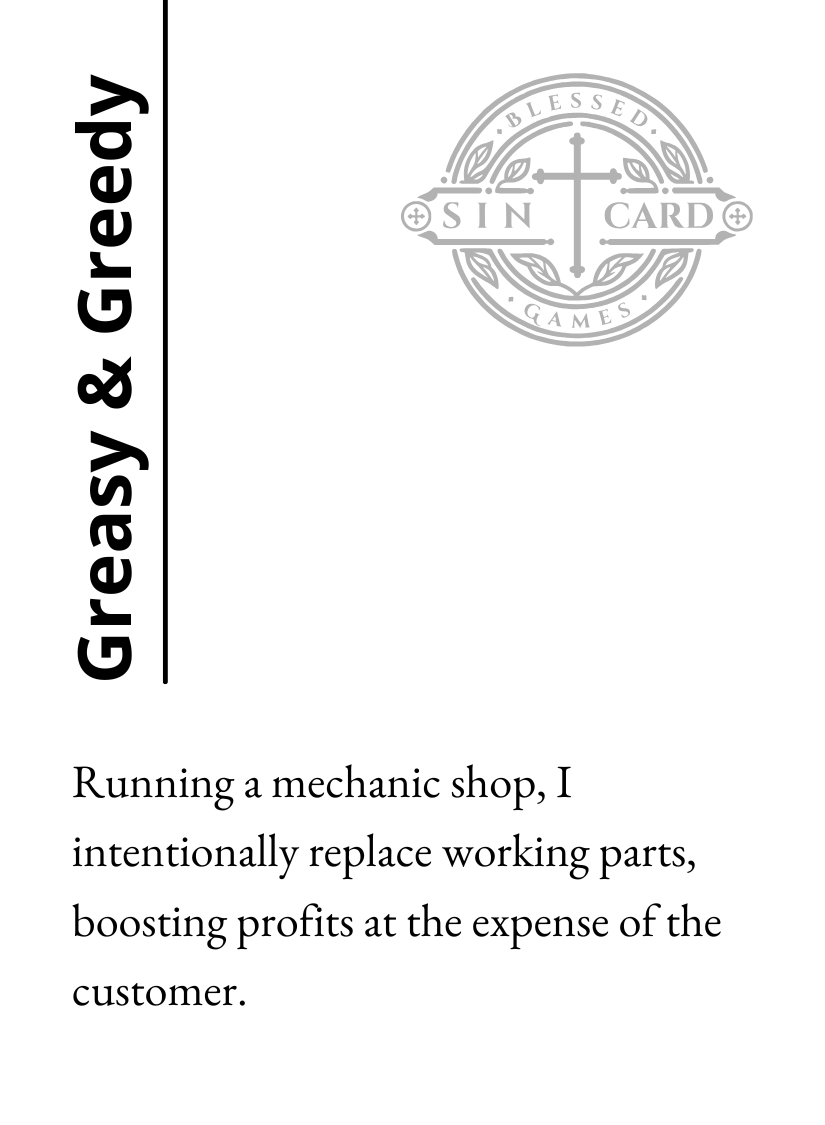 Greasy & Greedy
BLESSED
SIN CARD
GAMES
Running a mechanic shop, I
intentionally replace working parts,
boosting profits at the expense of the
customer.